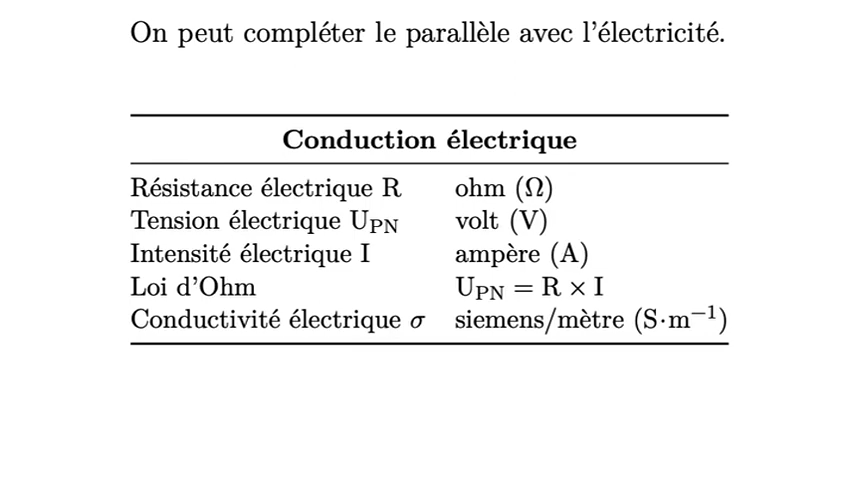 On peut compléter le parallèle avec l'électricité.
Conduction électrique
Résistance électrique R ohm (Ω)
Tension électrique U_PN volt (V)
Intensité électrique I ampère (A)
Loi d'Ohm U_PN = R × I
Conductivité électrique σ siemens/mètre (S·m⁻¹)